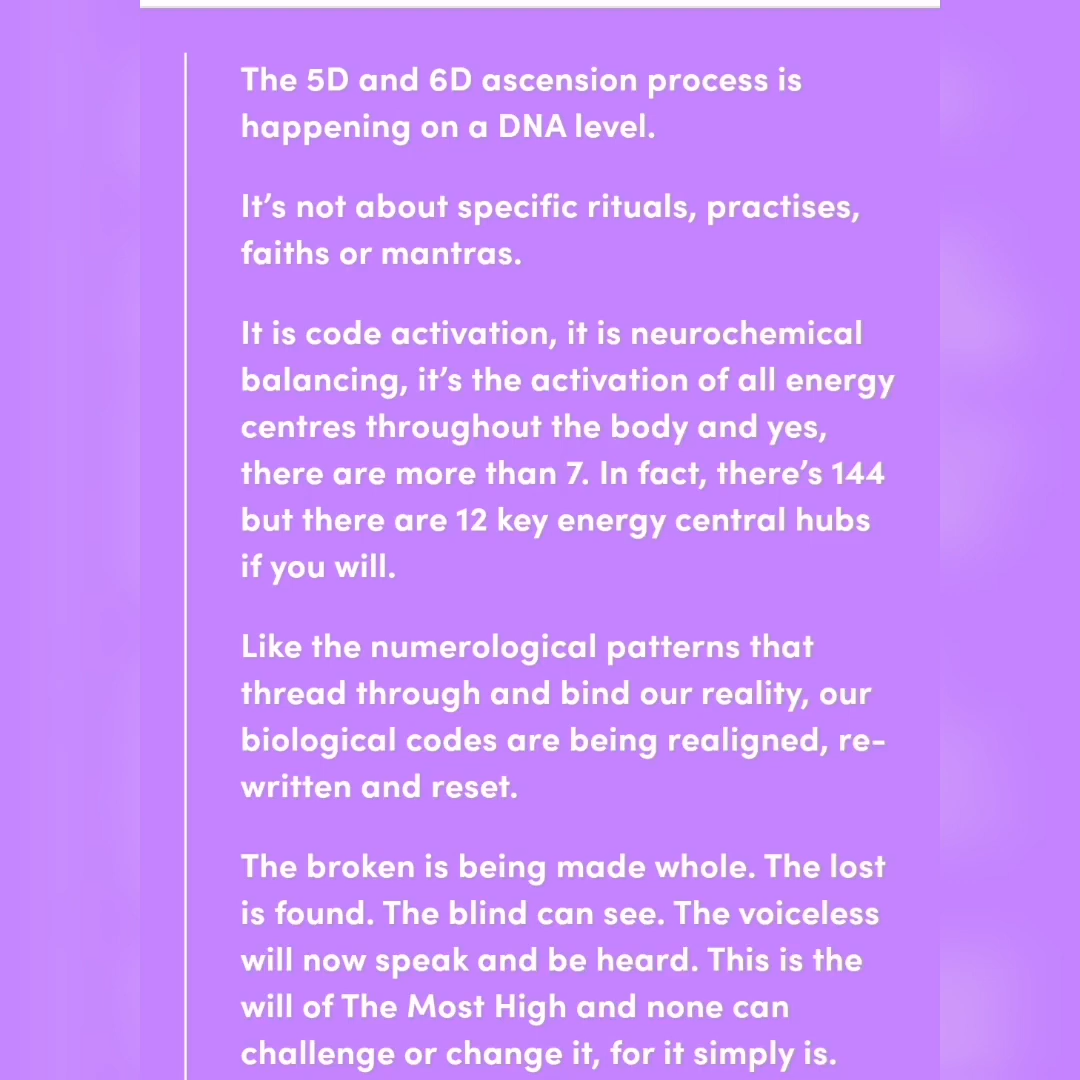 The 5D and 6D ascension process is
happening on a DNA level.
It's not about specific rituals, practises,
faiths or mantras.
It is code activation, it is neurochemical
balancing, it's the activation of all energy
centres throughout the body and yes,
there are more than 7. In fact, there's 144
but there are 12 key energy central hubs
if you will.
Like the numerological patterns that
thread through and bind our reality, our
biological codes are being realigned, re-
written and reset.
The broken is being made whole. The lost
is found. The blind can see. The voiceless
will now speak and be heard. This is the
will of The Most High and none can
challenge or change it, for it simply is.